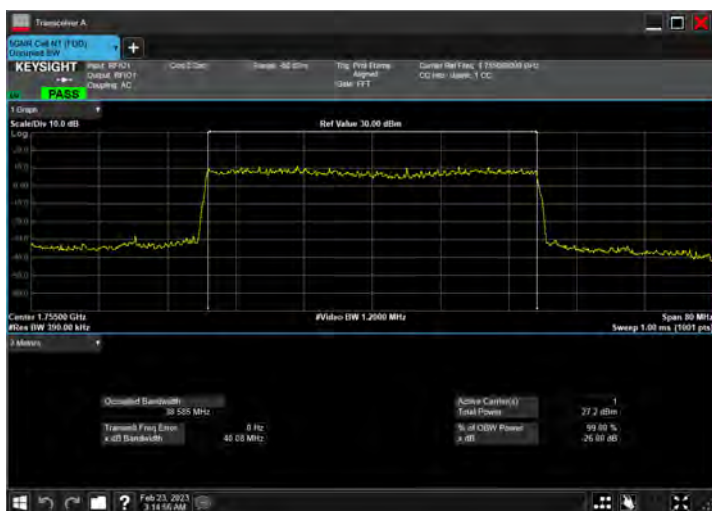 Transceiver A
5GNR Cell N1 (FDD)
Occupied BW
KEYSIGHT
Input: RFIO1
Output: RFIO1
Coupling: AC
Trig: Prid Frame
Aligned
Gate: FFT
PASS
1 Graph
Scale/Div 10.0 dB
Ref Value 30.00 dBm
Log
Center 1.75500 GHz
#Video BW 1.2000 MHz
Span 80 MHz
#Res BW 390.00 kHz
Sweep 1.00 ms (1001 pts)
2 Metrics
Occupied Bandwidth
38.585 MHz
Active Carrier(s)
1
Total Power
27.2 dBm
Transmit Freq Error
0 Hz
% of OBW Power
99.00 %
x dB Bandwidth
40.08 MHz
x dB
-26.00 dB
Feb 23, 2023
3:14:56 AM